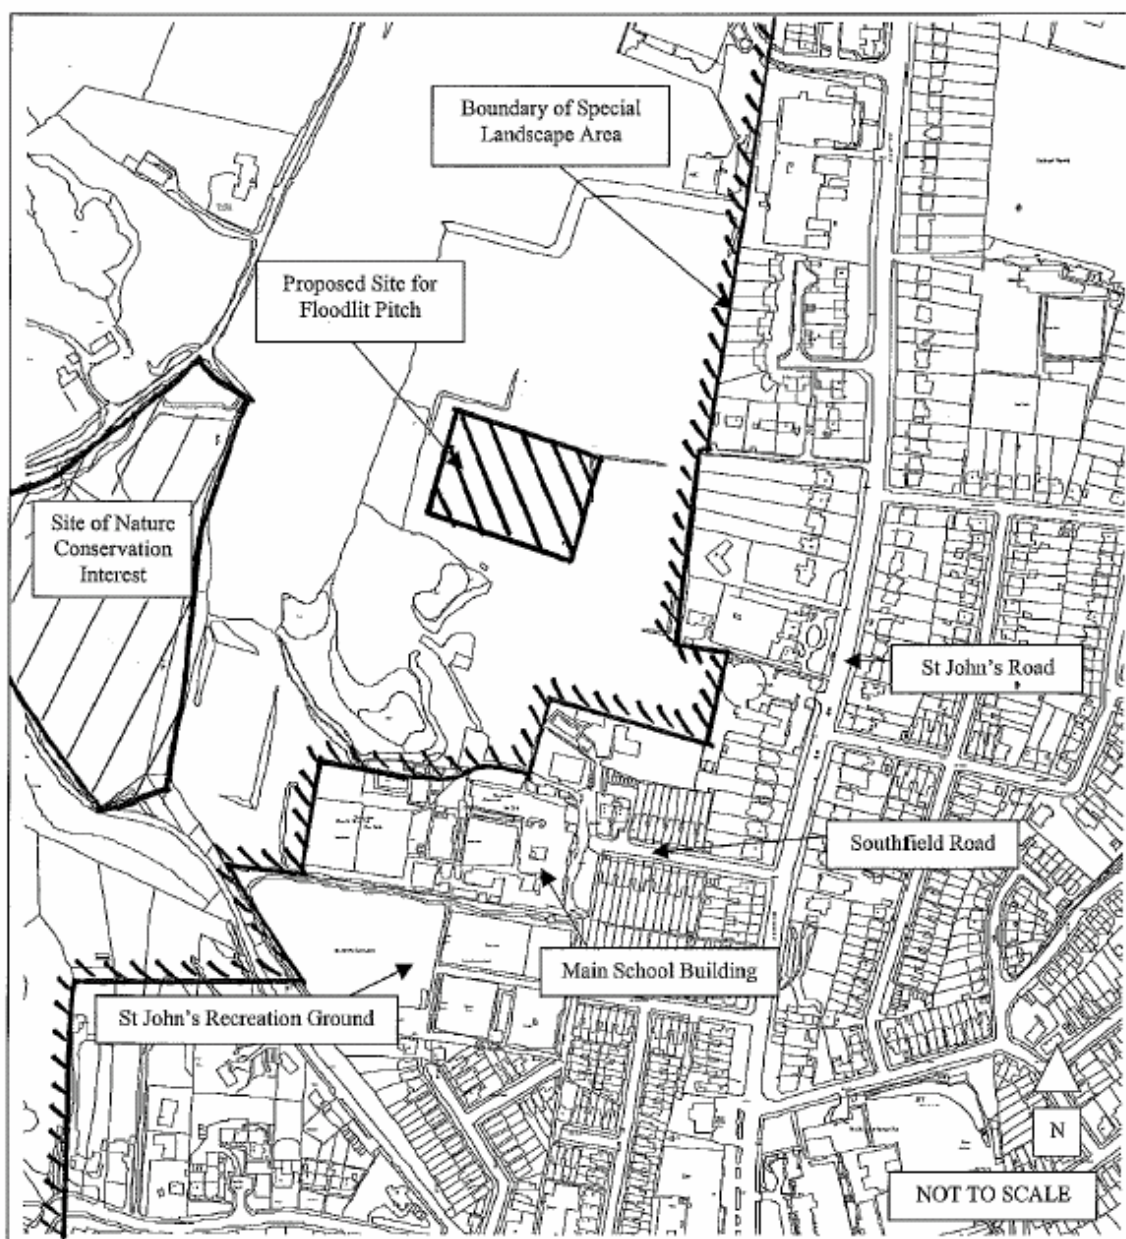 Boundary of Special
Landscape Area
Proposed Site for
Floodlit Pitch
Site of Nature
Conservation
Interest
St John's Road
Southfield Road
Main School Building
St John's Recreation Ground
N
NOT TO SCALE